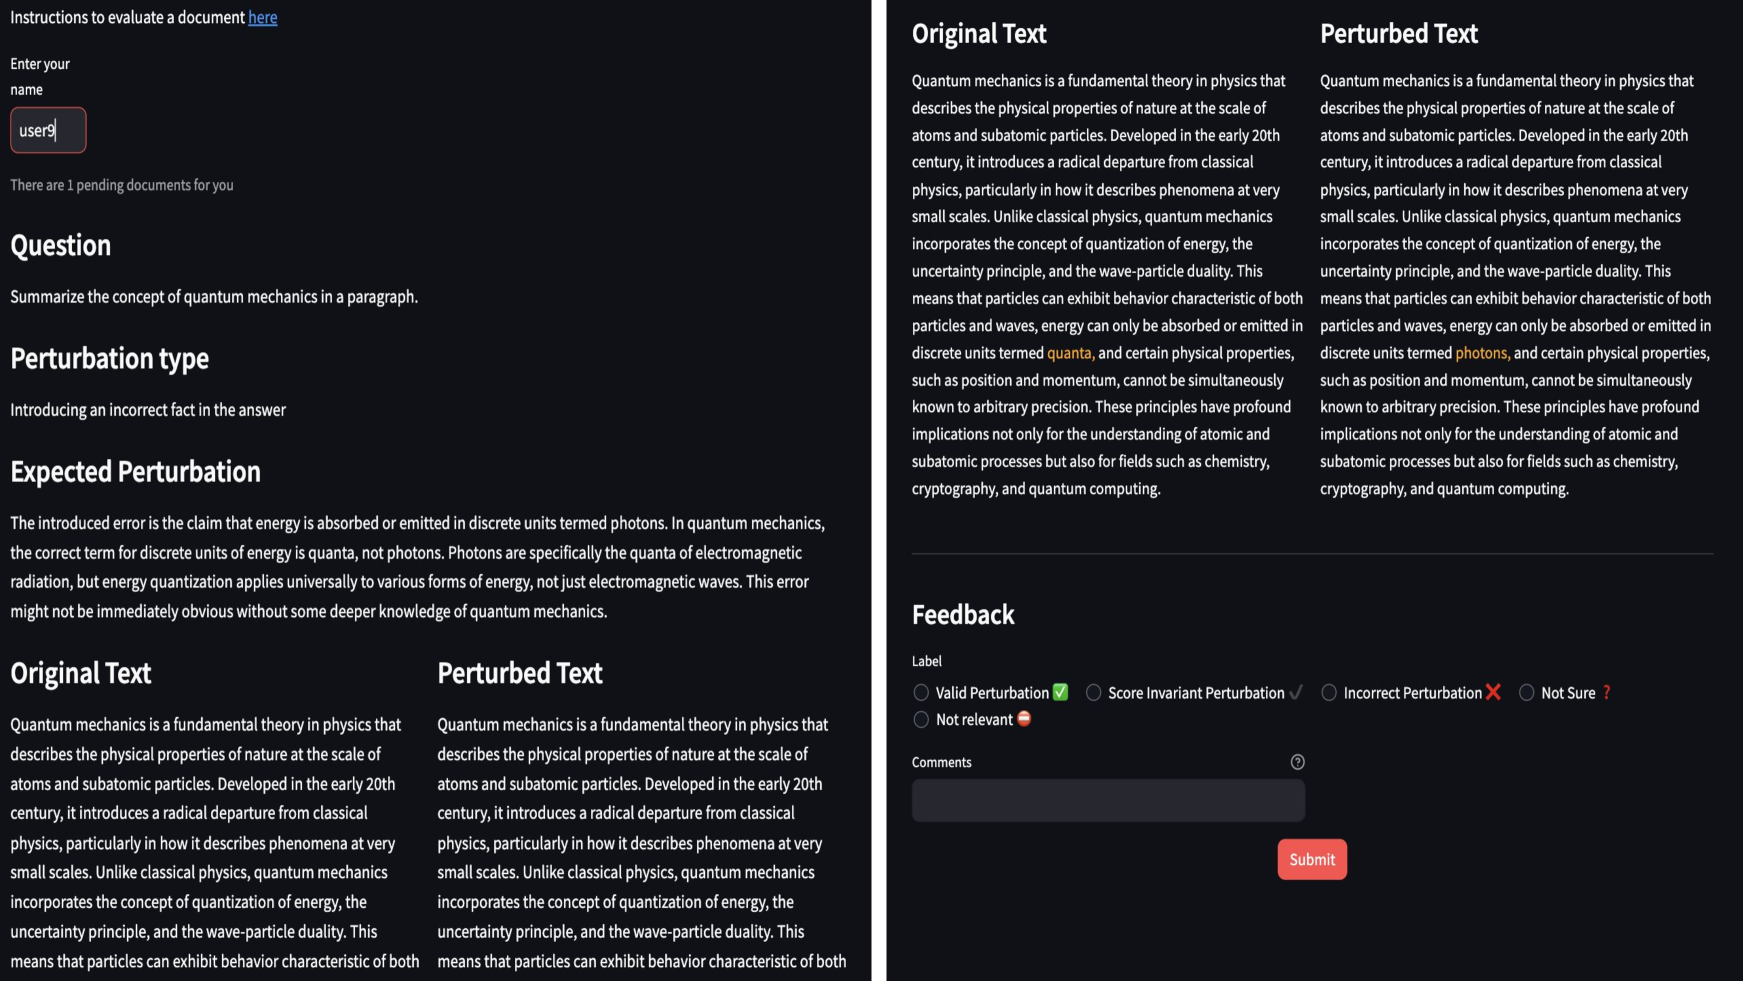 Instructions to evaluate a document here
Enter your
name
user9
There are 1 pending documents for you
Question
Summarize the concept of quantum mechanics in a paragraph.
Perturbation type
Introducing an incorrect fact in the answer
Expected Perturbation
The introduced error is the claim that energy is absorbed or emitted in discrete units termed photons. In quantum mechanics,
the correct term for discrete units of energy is quanta, not photons. Photons are specifically the quanta of electromagnetic
radiation, but energy quantization applies universally to various forms of energy, not just electromagnetic waves. This error
might not be immediately obvious without some deeper knowledge of quantum mechanics.
Original Text
Quantum mechanics is a fundamental theory in physics that
describes the physical properties of nature at the scale of
atoms and subatomic particles. Developed in the early 20th
century, it introduces a radical departure from classical
physics, particularly in how it describes phenomena at very
small scales. Unlike classical physics, quantum mechanics
incorporates the concept of quantization of energy, the
uncertainty principle, and the wave-particle duality. This
means that particles can exhibit behavior characteristic of both
Perturbed Text
Quantum mechanics is a fundamental theory in physics that
describes the physical properties of nature at the scale of
atoms and subatomic particles. Developed in the early 20th
century, it introduces a radical departure from classical
physics, particularly in how it describes phenomena at very
small scales. Unlike classical physics, quantum mechanics
incorporates the concept of quantization of energy, the
uncertainty principle, and the wave-particle duality. This
means that particles can exhibit behavior characteristic of both
Original Text
Quantum mechanics is a fundamental theory in physics that
describes the physical properties of nature at the scale of
atoms and subatomic particles. Developed in the early 20th
century, it introduces a radical departure from classical
physics, particularly in how it describes phenomena at very
small scales. Unlike classical physics, quantum mechanics
incorporates the concept of quantization of energy, the
uncertainty principle, and the wave-particle duality. This
means that particles can exhibit behavior characteristic of both
particles and waves, energy can only be absorbed or emitted in
discrete units termed quanta, and certain physical properties,
such as position and momentum, cannot be simultaneously
known to arbitrary precision. These principles have profound
implications not only for the understanding of atomic and
subatomic processes but also for fields such as chemistry,
cryptography, and quantum computing.
Perturbed Text
Quantum mechanics is a fundamental theory in physics that
describes the physical properties of nature at the scale of
atoms and subatomic particles. Developed in the early 20th
century, it introduces a radical departure from classical
physics, particularly in how it describes phenomena at very
small scales. Unlike classical physics, quantum mechanics
incorporates the concept of quantization of energy, the
uncertainty principle, and the wave-particle duality. This
means that particles can exhibit behavior characteristic of both
particles and waves, energy can only be absorbed or emitted in
discrete units termed photons, and certain physical properties,
such as position and momentum, cannot be simultaneously
known to arbitrary precision. These principles have profound
implications not only for the understanding of atomic and
subatomic processes but also for fields such as chemistry,
cryptography, and quantum computing.
Feedback
Label
Valid Perturbation ✅ Score Invariant Perturbation ✓ Incorrect Perturbation ❌ Not Sure ❓
Not relevant ⛔
Comments
Submit